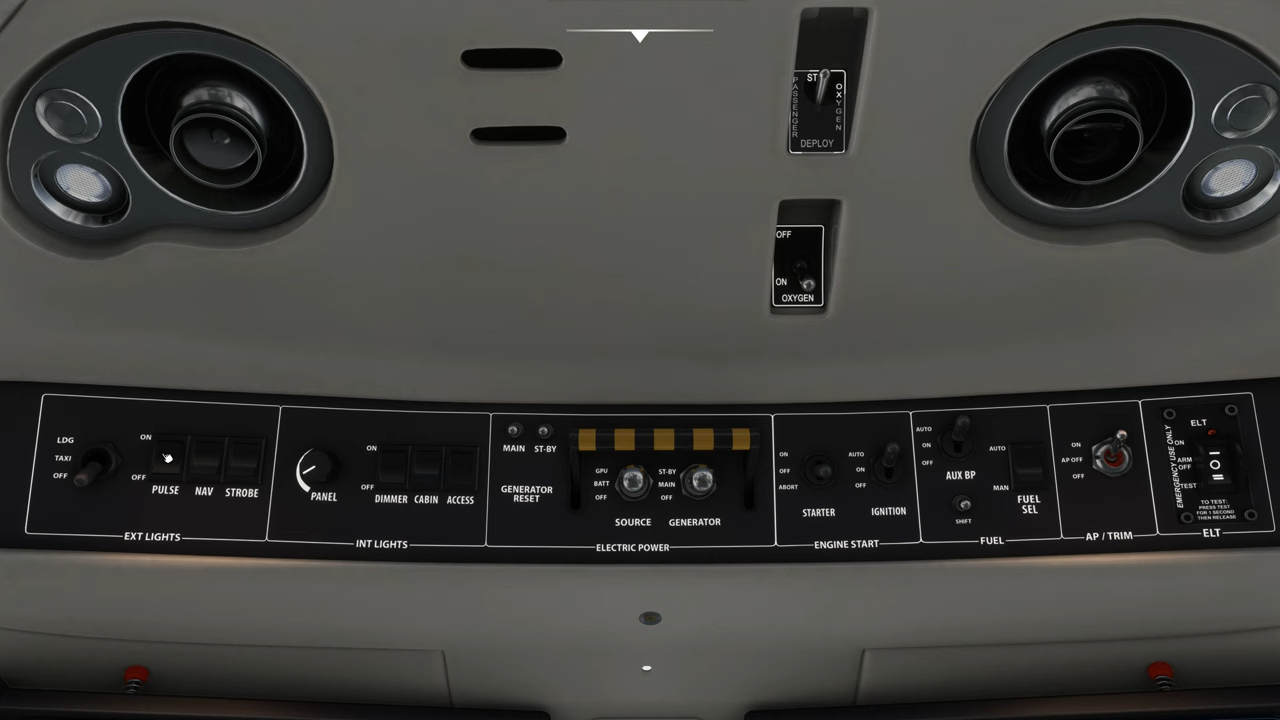 ST
PASSENGER
OXYGEN
DEPLOY
OFF
ON
OXYGEN
LDG
TAXI
OFF
ON
OFF
PULSE
NAV
STROBE
EXT LIGHTS
PANEL
ON
OFF
DIMMER
CABIN
ACCESS
INT LIGHTS
MAIN
ST-BY
GENERATOR
RESET
GPU
BATT
OFF
SOURCE
ST-BY
MAIN
OFF
GENERATOR
ELECTRIC POWER
ON
OFF
ABORT
STARTER
AUTO
ON
OFF
IGNITION
ENGINE START
AUTO
ON
OFF
AUX BP
SHIFT
AUTO
MAN
FUEL
SEL
FUEL
ON
AP OFF
OFF
AP / TRIM
EMERGENCY USE ONLY
ELT
ON
ARM
OFF
TEST
TO TEST:
PRESS TEST
FOR 1 SECOND
THEN RELEASE
ELT